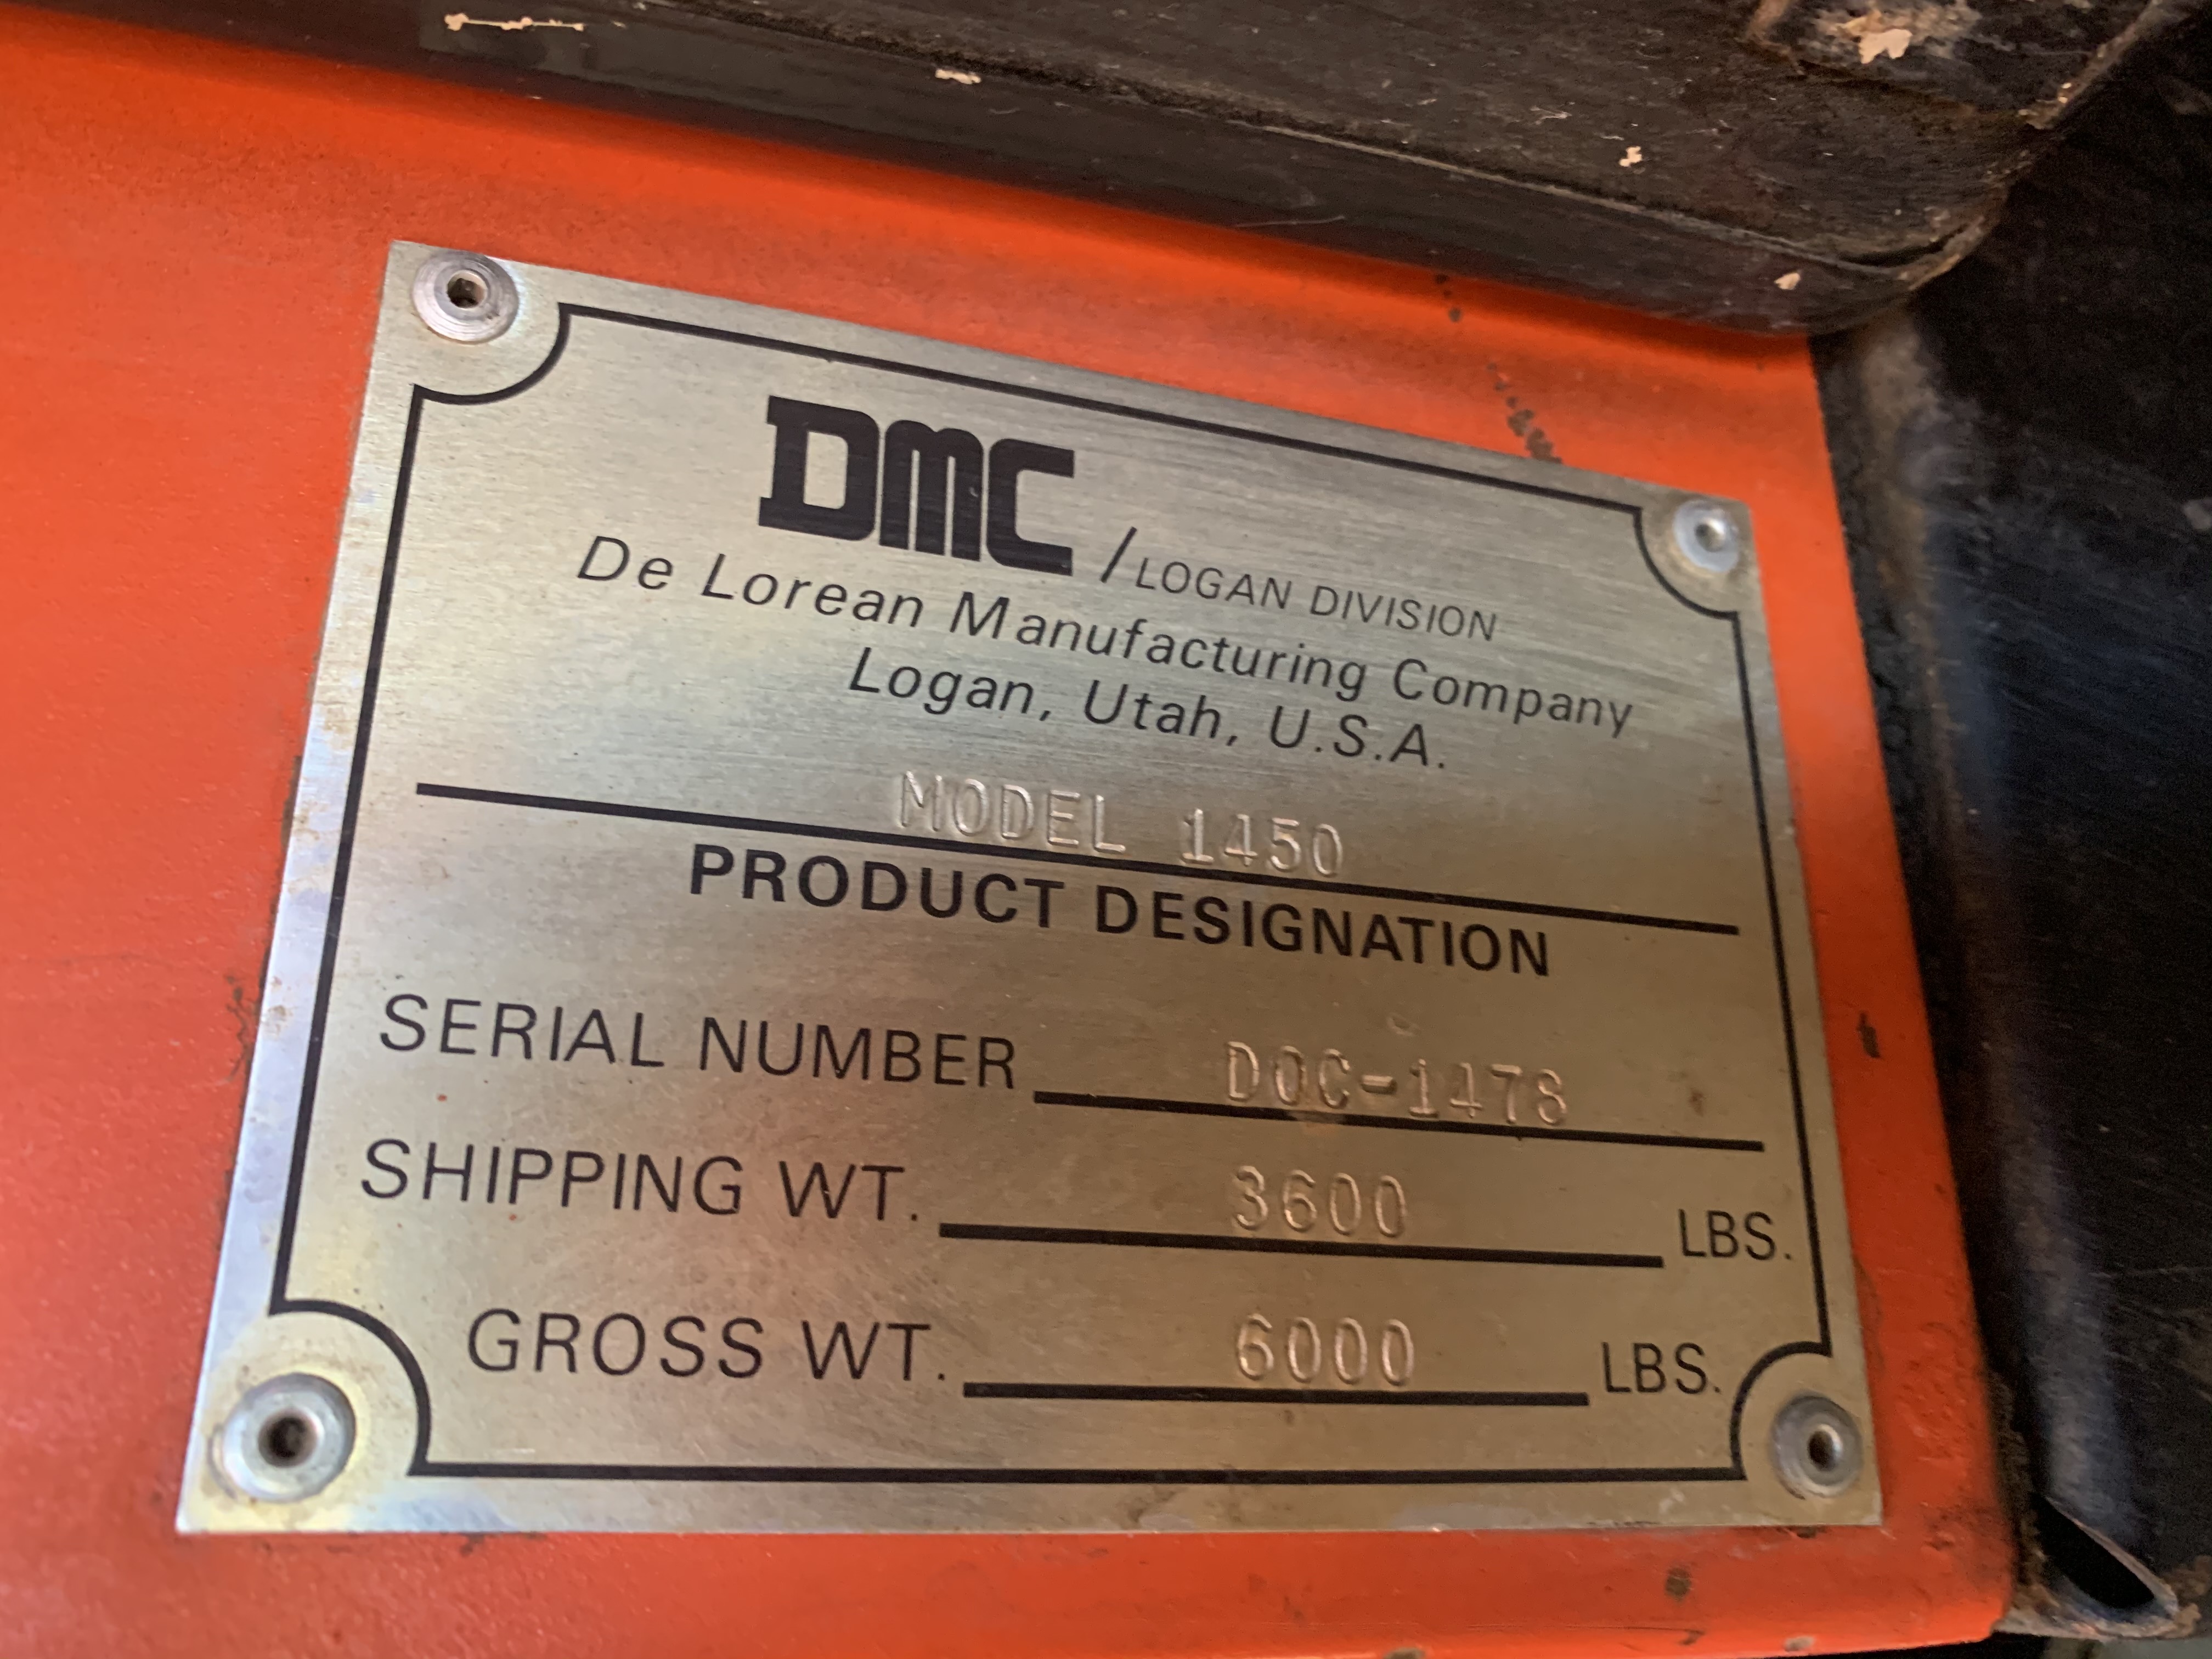 DMC / LOGAN DIVISION
De Lorean Manufacturing Company
Logan, Utah, U.S.A.
MODEL 1450
PRODUCT DESIGNATION
SERIAL NUMBER DOC-1478
SHIPPING WT. 3600 LBS.
GROSS WT. 6000 LBS.